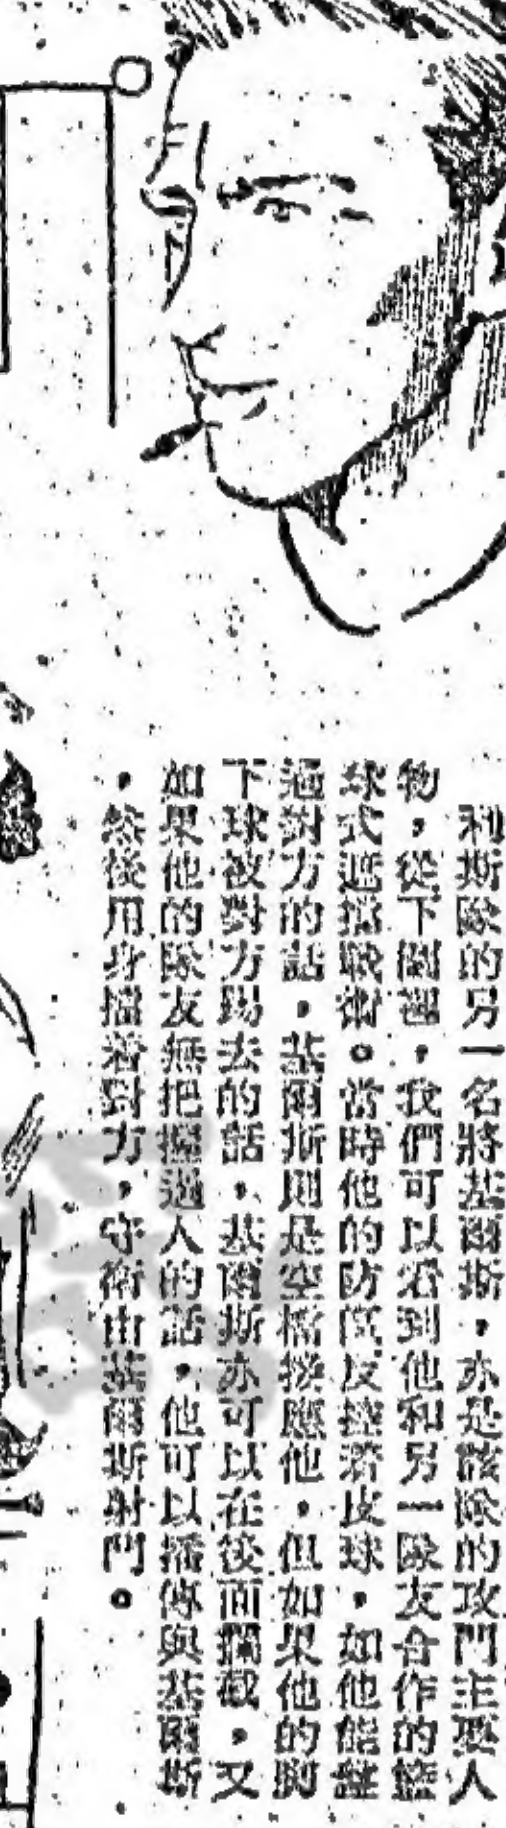 利斯隊的另一名將基爾斯，亦是該隊的攻門主要人
物，從下圖裡，我們可以看到他和另一隊友合作的籃
球式遮擋戰術。當時他的防區友控着皮球，如他能盤
過對方的話，基爾斯則是空檔接應他，但如果他的脚
下球被對方踢去的話，基爾斯亦可以在後面攔截，又
如果他的隊友無把握過人的話，他可以播傳與基爾斯
，然後用身擋着對方，守衛由基爾斯射門。